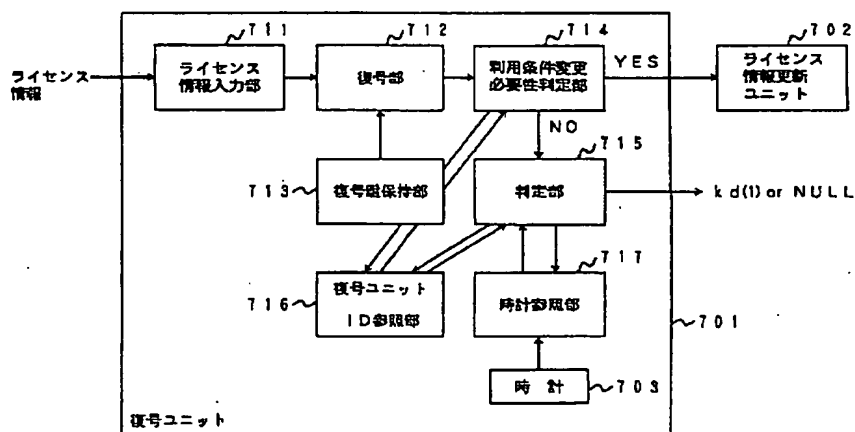 711
712
714
702
ライセンス
情報
ライセンス
情報入力部
復号部
利用条件変更
必要性判定部
YES
ライセンス
情報更新
ユニット
NO
715
713
復号鍵保持部
判定部
kd(1) or NULL
717
716
復号ユニット
ID参照部
時計参照部
701
時計
703
復号ユニット